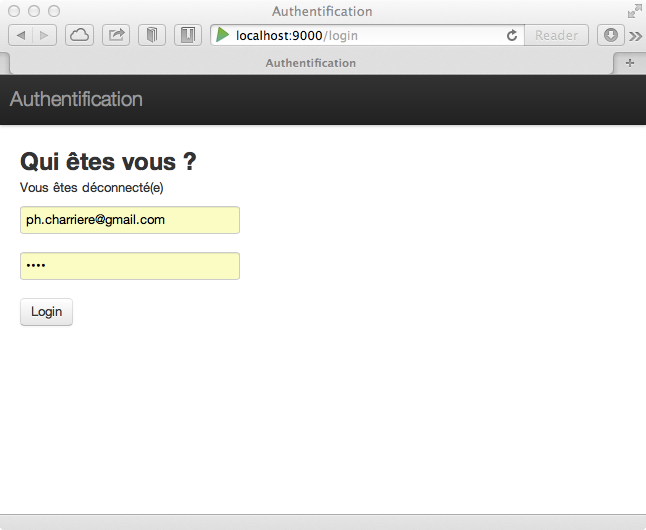 Authentification
localhost:9000/login
Reader
Authentification
Authentification
Qui êtes vous ?
Vous êtes déconnecté(e)
ph.charriere@gmail.com
••••
Login